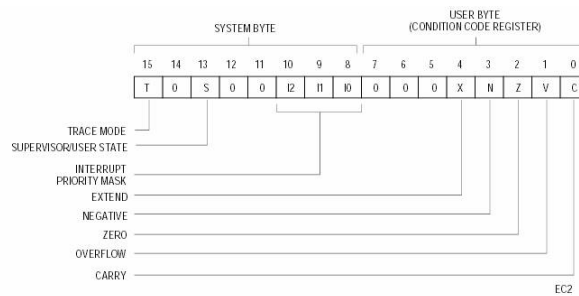 USER BYTE
SYSTEM BYTE (CONDITION CODE REGISTER)
15 14 13 12 11 10 9 8 7 6 5 4 3 2 1 0
T 0 S 0 0 I2 I1 I0 0 0 0 X N Z V C
TRACE MODE
SUPERVISOR/USER STATE
INTERRUPT
PRIORITY MASK
EXTEND
NEGATIVE
ZERO
OVERFLOW
CARRY
EC2